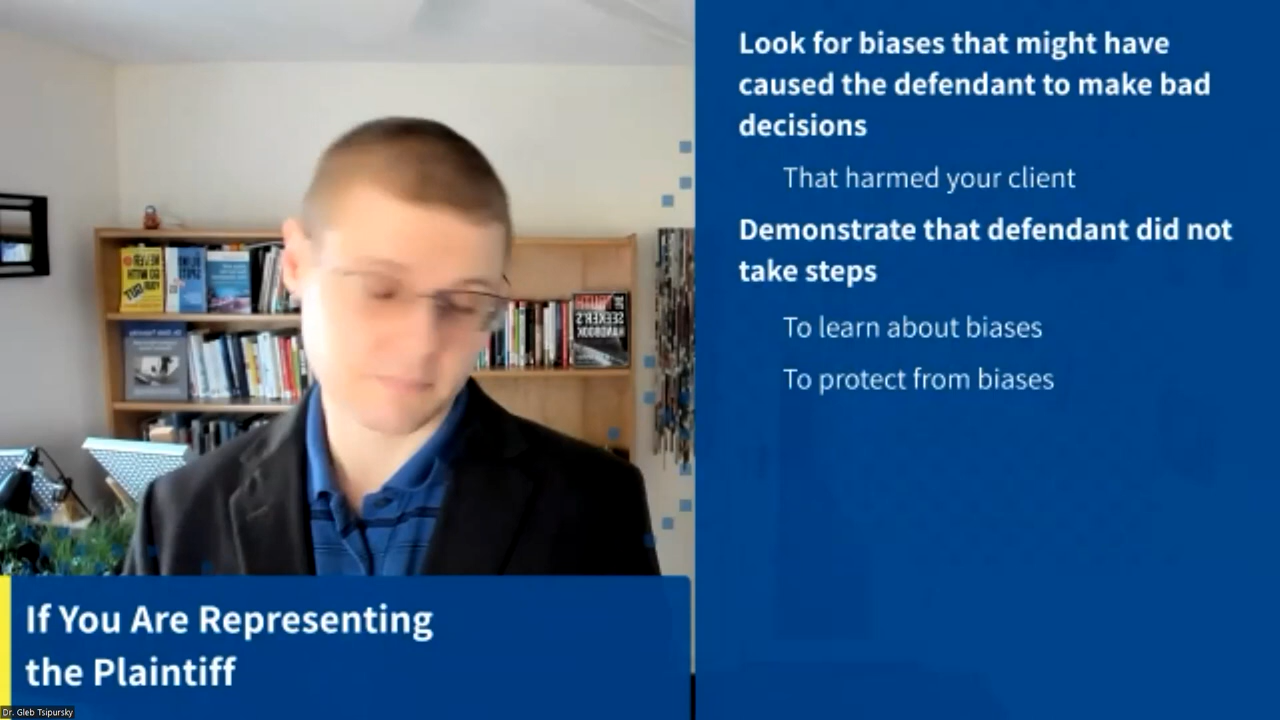 Look for biases that might have
caused the defendant to make bad
decisions
That harmed your client
Demonstrate that defendant did not
take steps
To learn about biases
To protect from biases
If You Are Representing
the Plaintiff
Dr. Gleb Tsipursky
SEEKER'S
HANDBOOK